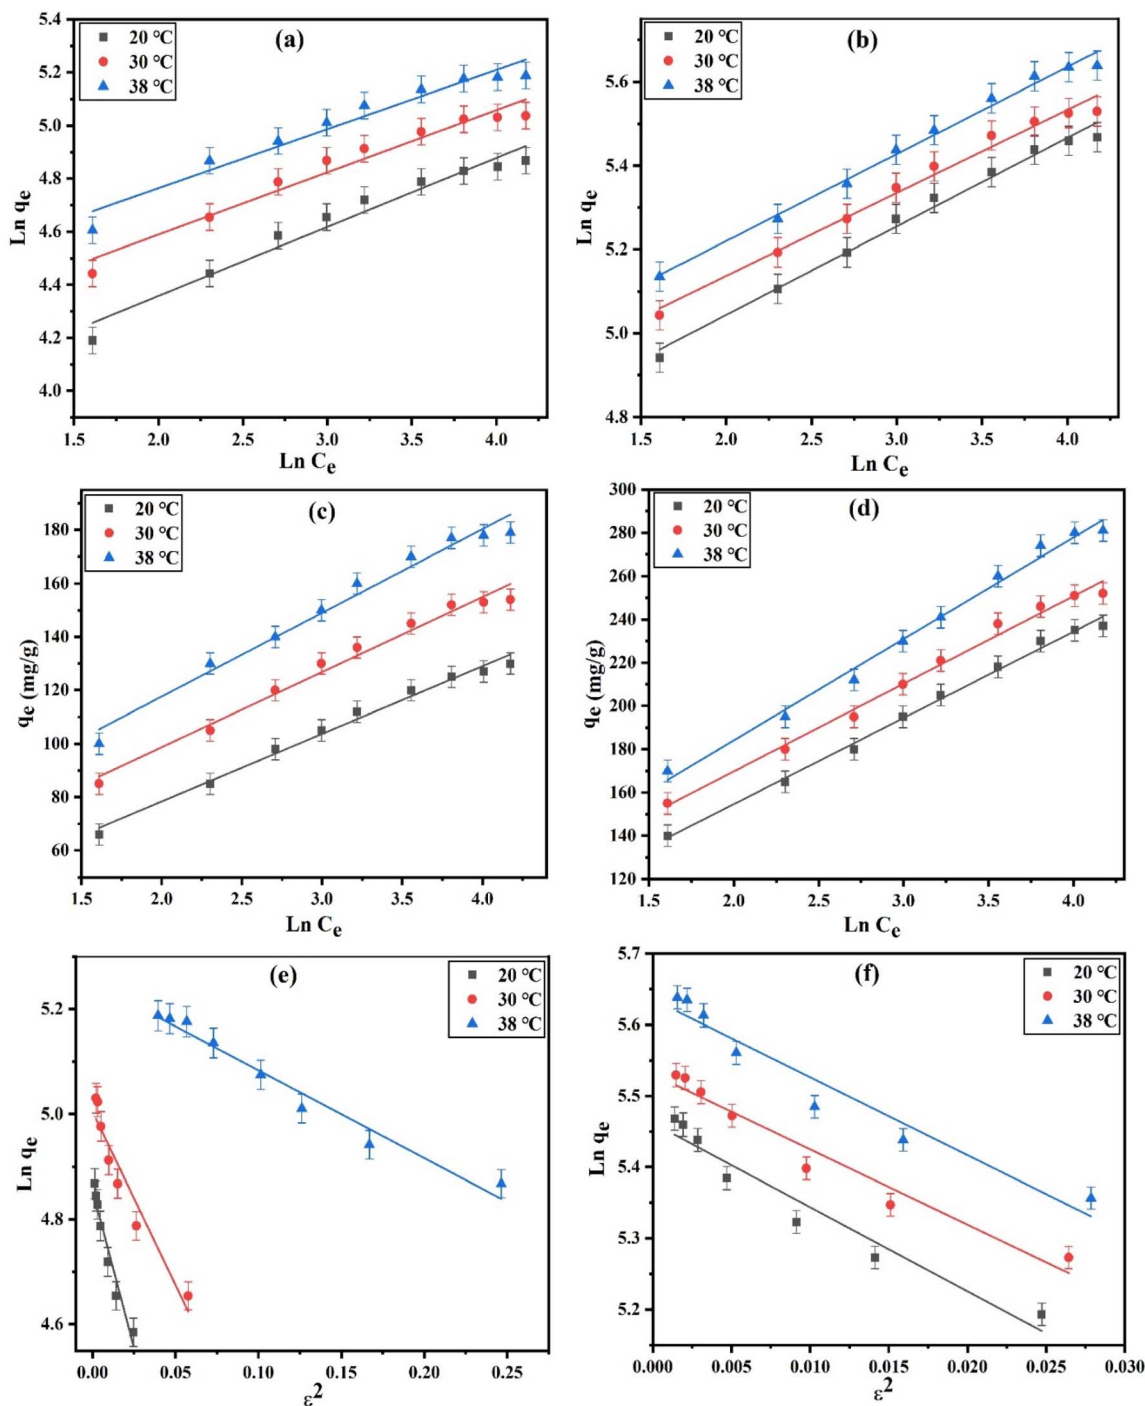 (a)
20 °C
30 °C
38 °C
5.4
5.2
5.0
4.8
4.6
4.4
4.2
4.0
Ln qe
1.5 2.0 2.5 3.0 3.5 4.0
Ln Ce
(b)
20 °C
30 °C
38 °C
5.6
5.4
5.2
5.0
4.8
Ln qe
1.5 2.0 2.5 3.0 3.5 4.0
Ln Ce
(c)
20 °C
30 °C
38 °C
180
160
140
120
100
80
60
qe (mg/g)
1.5 2.0 2.5 3.0 3.5 4.0
Ln Ce
(d)
20 °C
30 °C
38 °C
300
280
260
240
220
200
180
160
140
120
qe (mg/g)
1.5 2.0 2.5 3.0 3.5 4.0
Ln Ce
(e)
20 °C
30 °C
38 °C
5.2
5.0
4.8
4.6
Ln qe
0.00 0.05 0.10 0.15 0.20 0.25
ε2
(f)
20 °C
30 °C
38 °C
5.7
5.6
5.5
5.4
5.3
5.2
Ln qe
0.000 0.005 0.010 0.015 0.020 0.025 0.030
ε2